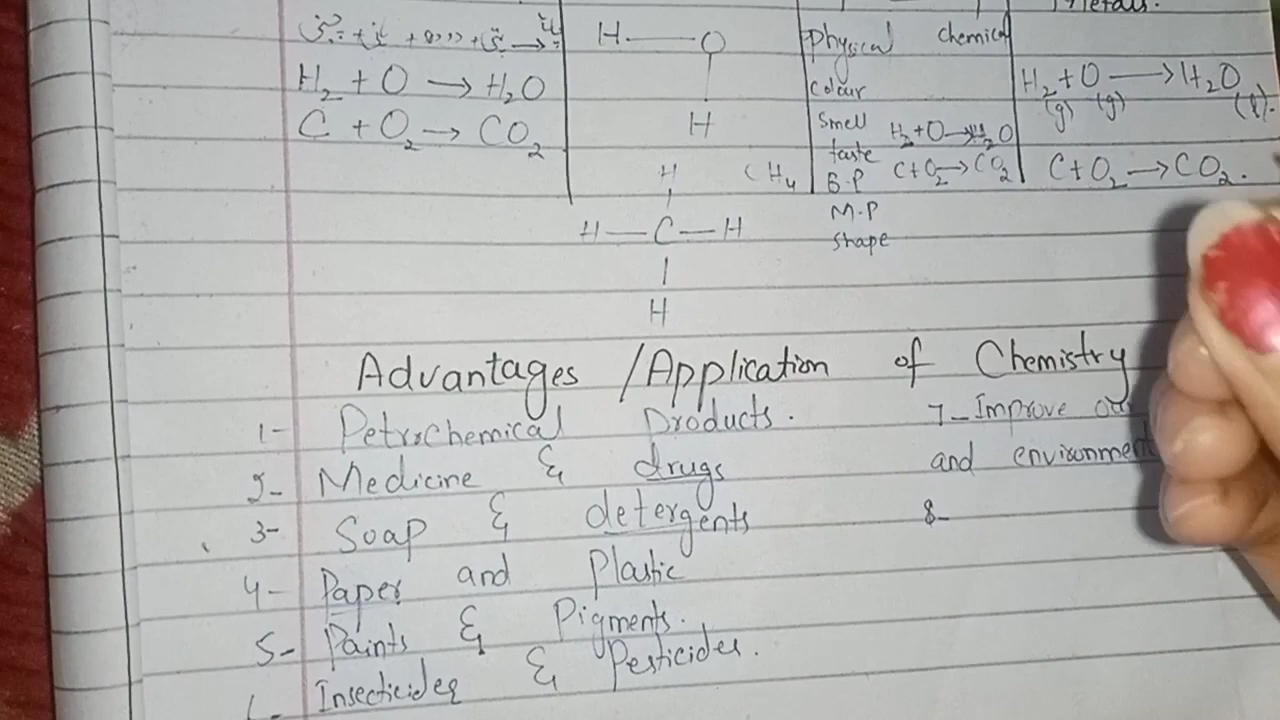 H₂ + O → H₂O
C + O₂ → CO₂
H — O
H
H
CH₄
H — C — H
H
Physical Chemical
colour
Smell
taste
B.P
M.P
Shape
H₂+O→H₂O
C+O₂→CO₂
H₂+O → H₂O
(g) (g) (l).
C+O₂→CO₂.
Advantages / Application of Chemistry
1- Petrochemical Products.
2- Medicine & drugs
3- Soap & detergents
4- Paper and Plastic
5- Paints & Pigments.
Insecticides & Pesticides.
7- Improve
and environment
8-